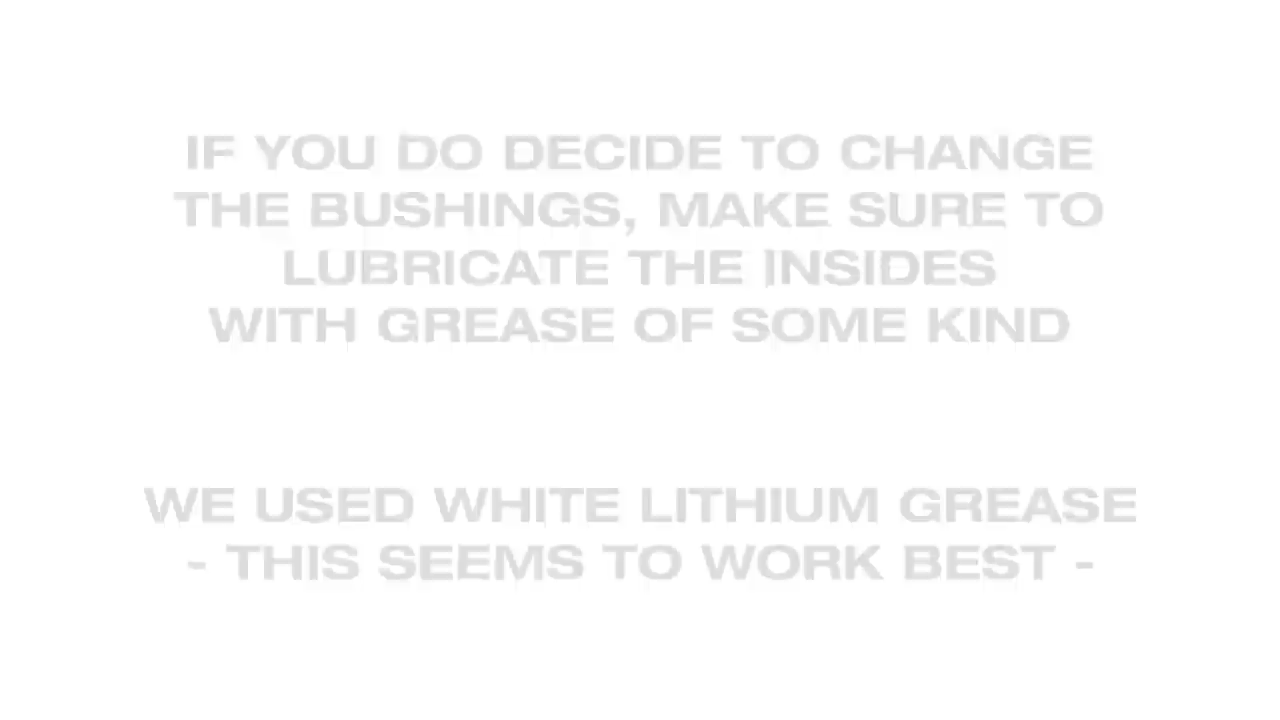 IF YOU DO DECIDE TO CHANGE
THE BUSHINGS, MAKE SURE TO
LUBRICATE THE INSIDES
WITH GREASE OF SOME KIND
WE USED WHITE LITHIUM GREASE
- THIS SEEMS TO WORK BEST -